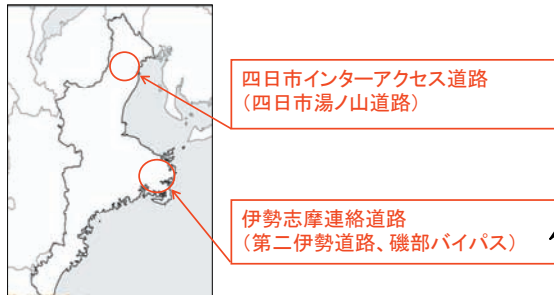 四日市インターアクセス道路
（四日市湯ノ山道路）
伊勢志摩連絡道路
（第二伊勢道路、磯部バイパス）